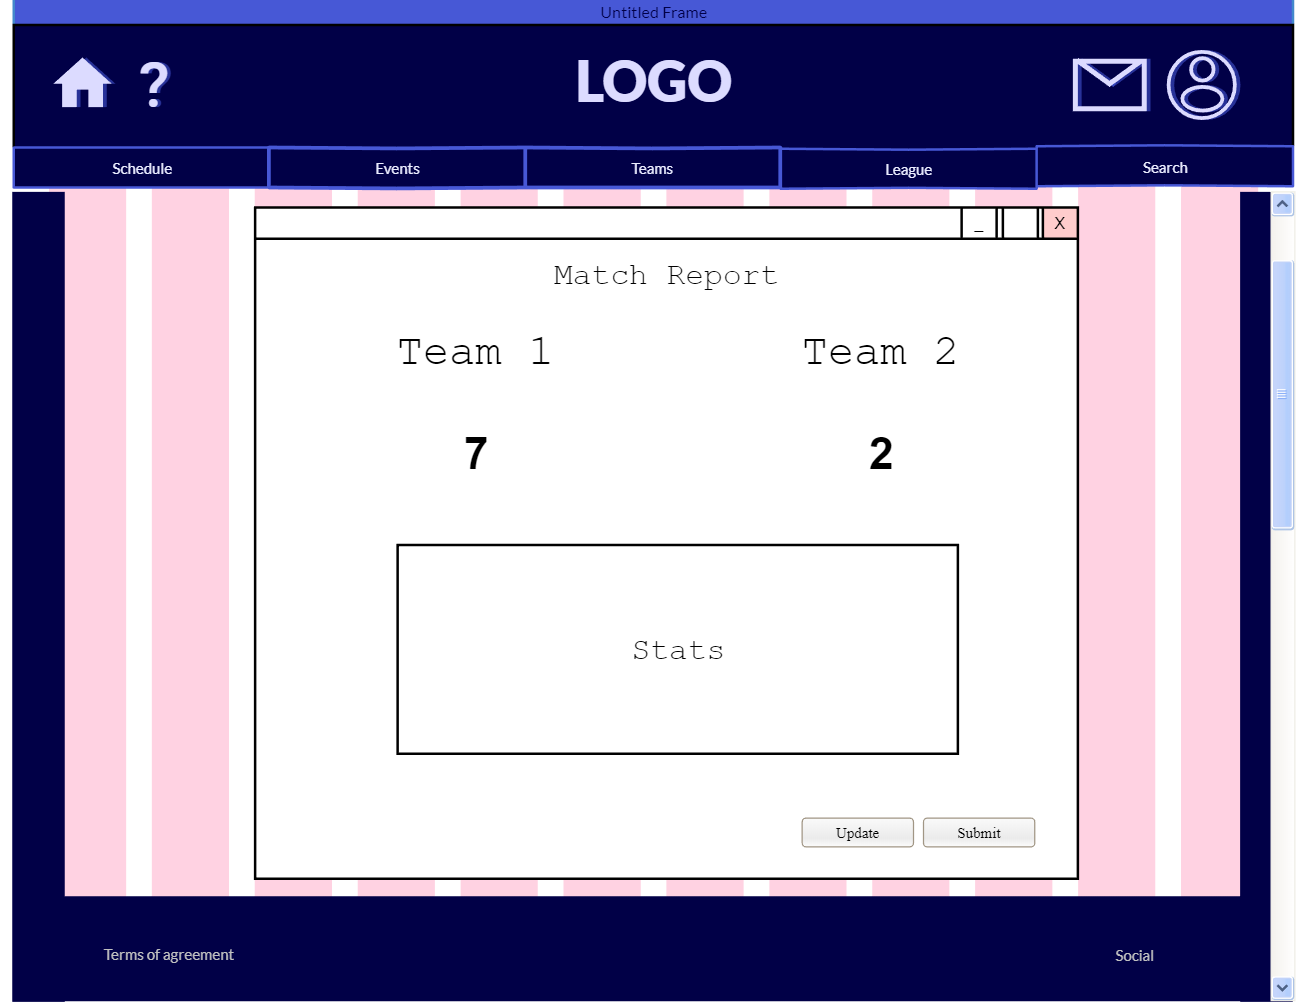 Untitled Frame
?
LOGO
Schedule Events Teams League Search
_ X
Match Report
Team 1 Team 2
7 2
Stats
Update Submit
Terms of agreement Social